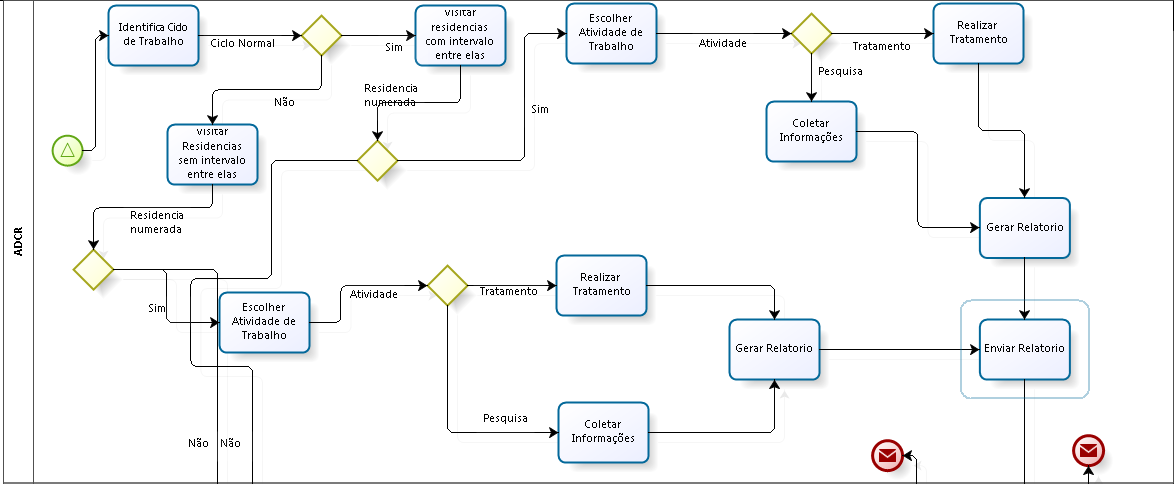 ADCR
Identifica Ciclo
de Trabalho
Ciclo Normal
Sim
Não
visitar
residencias
com intervalo
entre elas
Residencia
numerada
Sim
Escolher
Atividade de
Trabalho
Atividade
Tratamento
Pesquisa
Realizar
Tratamento
Coletar
Informações
Gerar Relatorio
visitar
Residencias
sem intervalo
entre elas
Residencia
numerada
Sim
Escolher
Atividade de
Trabalho
Atividade
Tratamento
Realizar
Tratamento
Gerar Relatorio
Enviar Relatorio
Pesquisa
Coletar
Informações
Não
Não